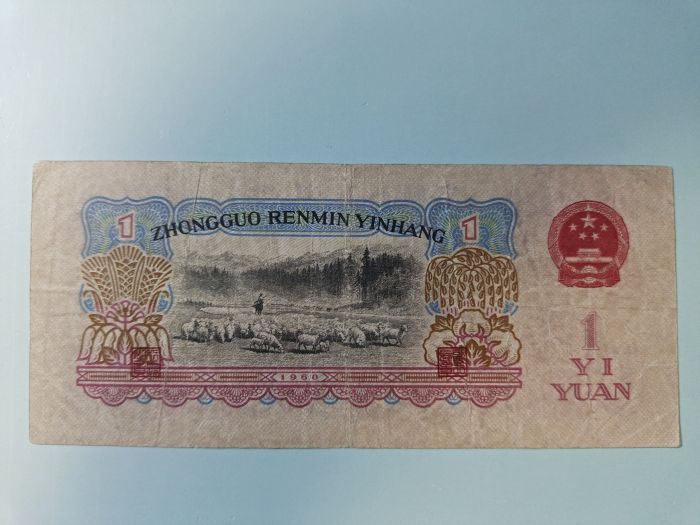 ZHONGGUO RENMIN YINHANG
1
1
1960
1
YI
YUAN